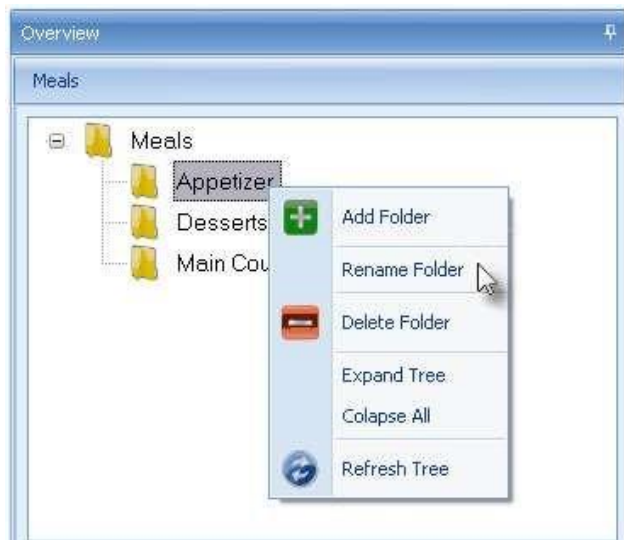 Overview
Meals
Meals
Appetizer
Desserts
Main Cou
Add Folder
Rename Folder
Delete Folder
Expand Tree
Colapse All
Refresh Tree